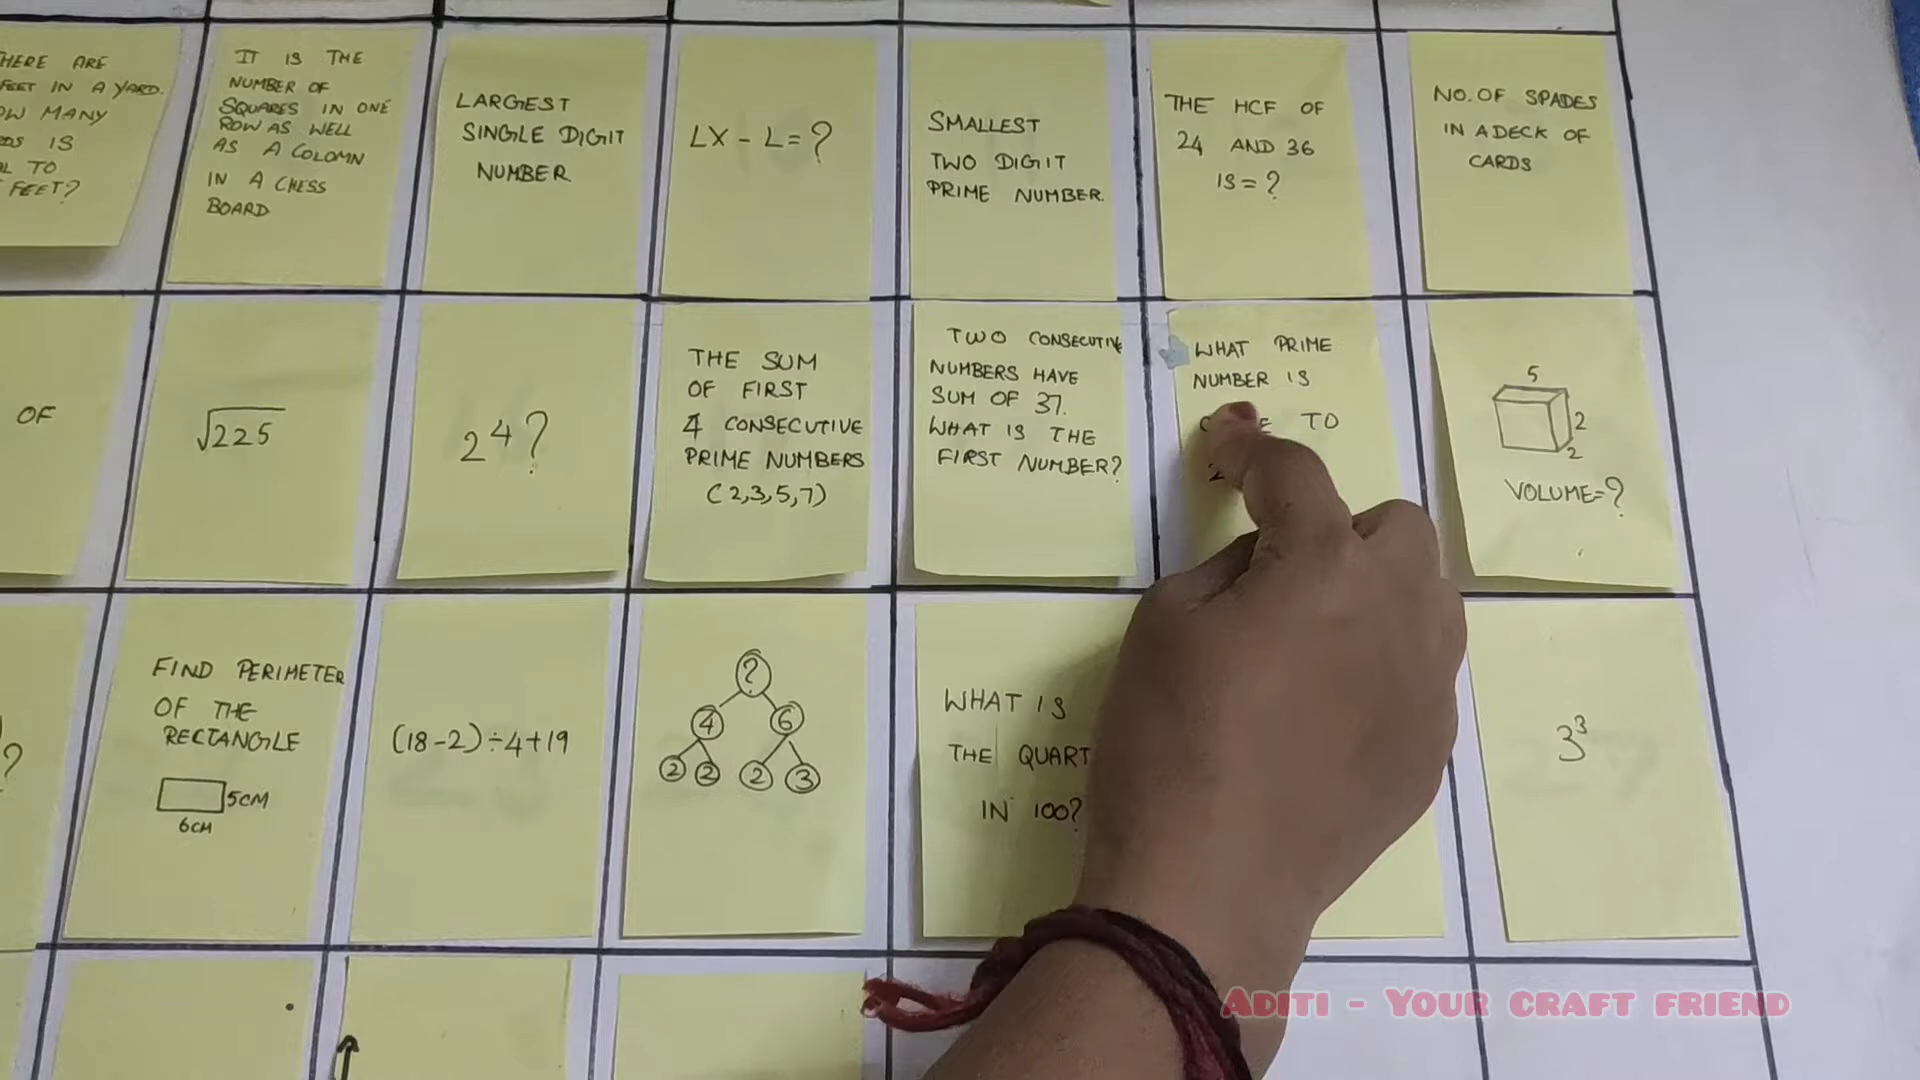 HERE ARE
FEET IN A YARD.
OW MANY
DS IS
L TO
FEET?
IT IS THE
NUMBER OF
SQUARES IN ONE
ROW AS WELL
AS A COLOMN
IN A CHESS
BOARD
LARGEST
SINGLE DIGIT
NUMBER
LX - L = ?
SMALLEST
TWO DIGIT
PRIME NUMBER.
THE HCF OF
24 AND 36
IS = ?
NO. OF SPADES
IN A DECK OF
CARDS
OF
√225
2⁴?
THE SUM
OF FIRST
4 CONSECUTIVE
PRIME NUMBERS
(2,3,5,7)
TWO CONSECUTIVE
NUMBERS HAVE
SUM OF 37.
WHAT IS THE
FIRST NUMBER?
WHAT PRIME
NUMBER IS
TO
5
2
2
VOLUME=?
?
FIND PERIMETER
OF THE
RECTANGLE
5CM
6CM
(18-2)÷4+19
?
4 6
2 2 2 3
WHAT IS
THE QUART
IN 100?
3³
ADITI - YOUR CRAFT FRIEND